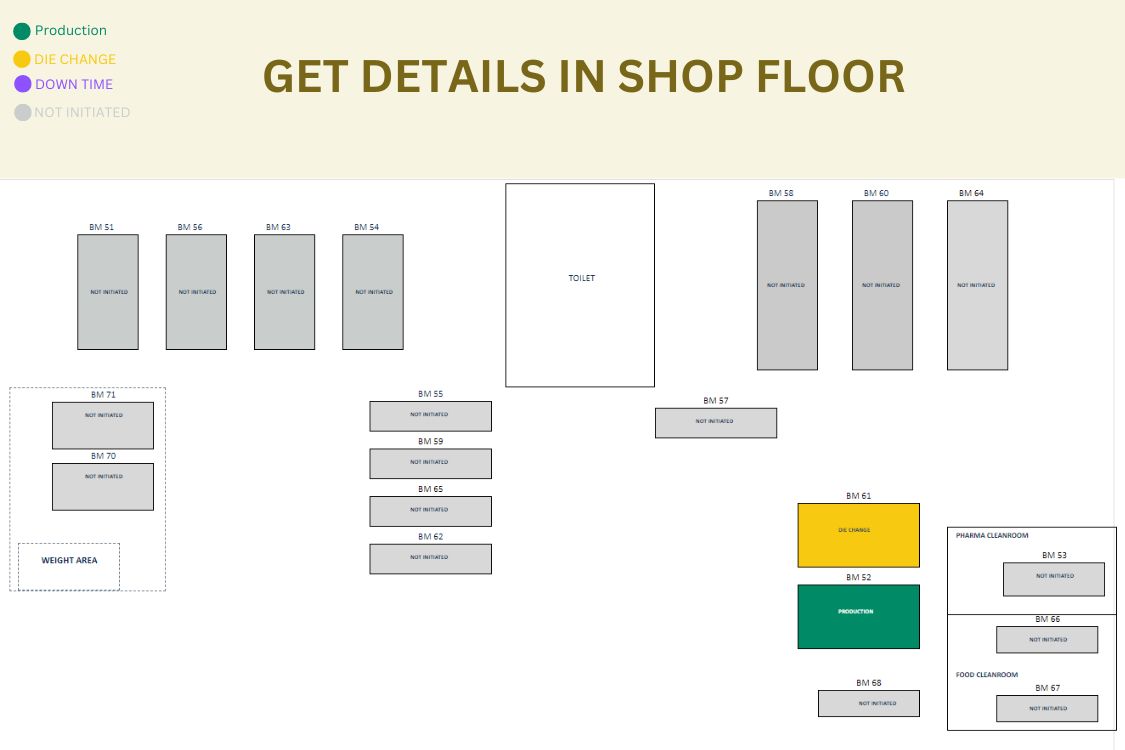 Production
DIE CHANGE
DOWN TIME
NOT INITIATED
GET DETAILS IN SHOP FLOOR
BM 51
BM 56
BM 63
BM 54
NOT INITIATED
NOT INITIATED
NOT INITIATED
NOT INITIATED
TOILET
BM 58
BM 60
BM 64
NOT INITIATED
NOT INITIATED
NOT INITIATED
BM 71
NOT INITIATED
BM 70
NOT INITIATED
WEIGHT AREA
BM 55
NOT INITIATED
BM 59
NOT INITIATED
BM 65
NOT INITIATED
BM 62
NOT INITIATED
BM 57
NOT INITIATED
BM 61
DIE CHANGE
BM 52
PRODUCTION
BM 68
NOT INITIATED
PHARMA CLEANROOM
BM 53
NOT INITIATED
BM 66
NOT INITIATED
FOOD CLEANROOM
BM 67
NOT INITIATED